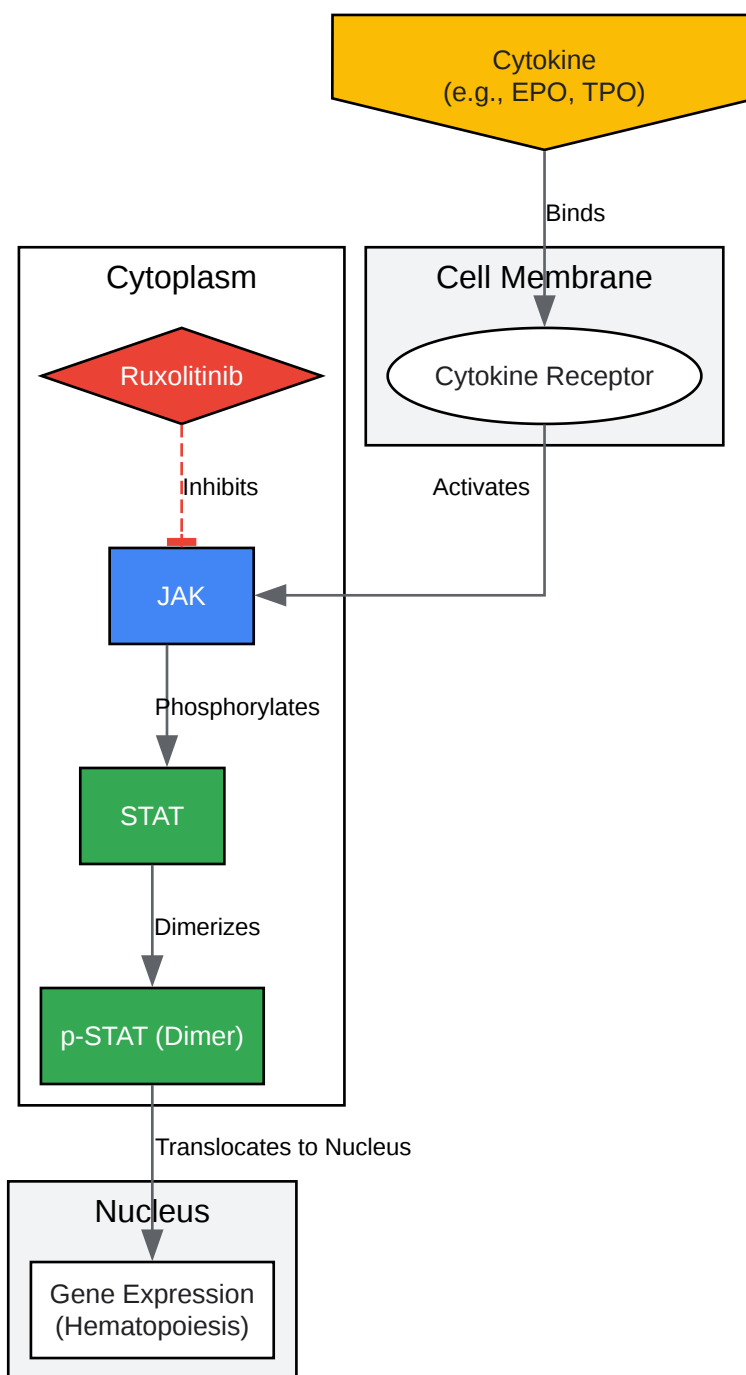 Cytokine
(e.g., EPO, TPO)
Binds
Cytoplasm
Cell Membrane
Ruxolitinib
Cytokine Receptor
Inhibits
Activates
JAK
Phosphorylates
STAT
Dimerizes
p-STAT (Dimer)
Translocates to Nucleus
Nucleus
Gene Expression
(Hematopoiesis)